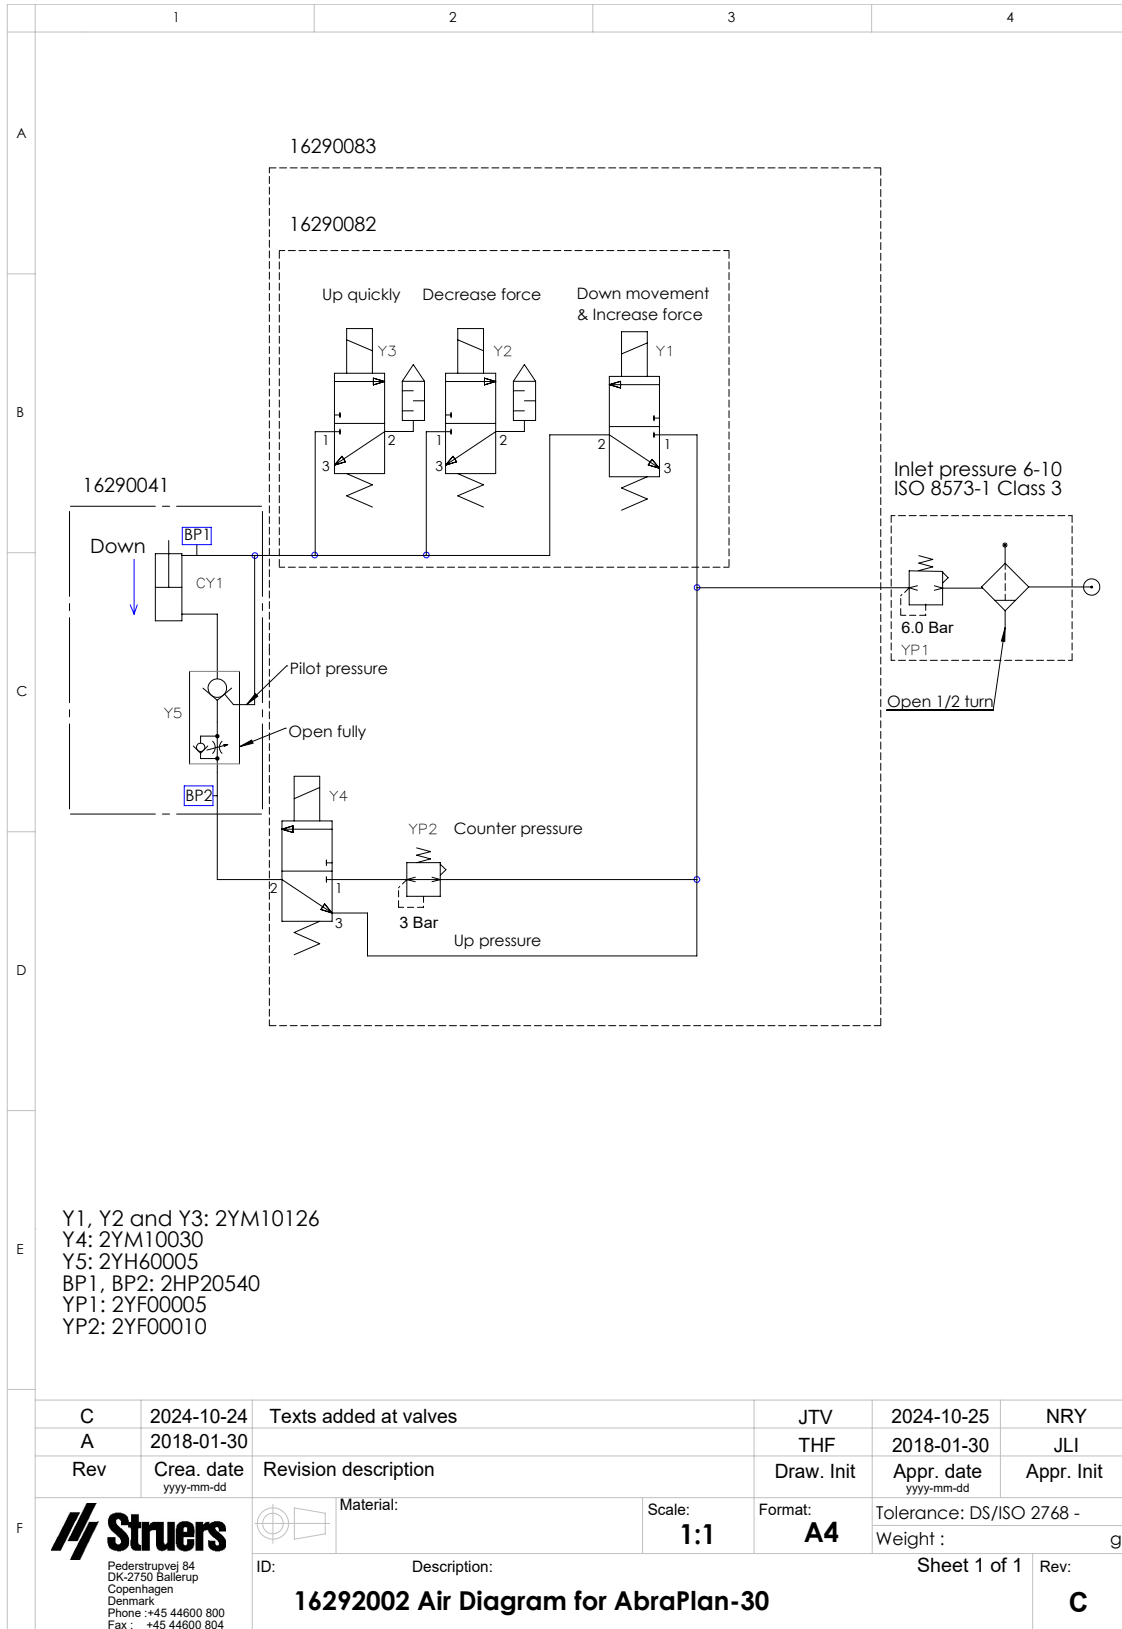 1 2 3 4
A
16290083
16290082
Up quickly Decrease force Down movement
& Increase force
Y3 Y2 Y1
B
1 2 1 2 2 1
3 3 3
Inlet pressure 6-10
ISO 8573-1 Class 3
16290041
BP1
Down
CY1
6.0 Bar
YP1
Pilot pressure
C
Open 1/2 turn
Y5
Open fully
BP2
Y4
YP2 Counter pressure
2 1
3
3 Bar
Up pressure
D
Y1, Y2 and Y3: 2YM10126
E
Y4: 2YM10030
Y5: 2YH60005
BP1, BP2: 2HP20540
YP1: 2YF00005
YP2: 2YF00010
C 2024-10-24 Texts added at valves JTV 2024-10-25 NRY
A 2018-01-30 THF 2018-01-30 JLI
Rev Crea. date Revision description Draw. Init Appr. date Appr. Init
yyyy-mm-dd yyyy-mm-dd
F
Struers
Material:
Scale:
1:1
Format:
A4
Tolerance: DS/ISO 2768 -
Weight : g
Pederstrupvej 84
DK-2750 Ballerup
Copenhagen
Denmark
Phone :+45 44600 800
Fax : +45 44600 804
ID: Description: Sheet 1 of 1 Rev:
16292002 Air Diagram for AbraPlan-30 C